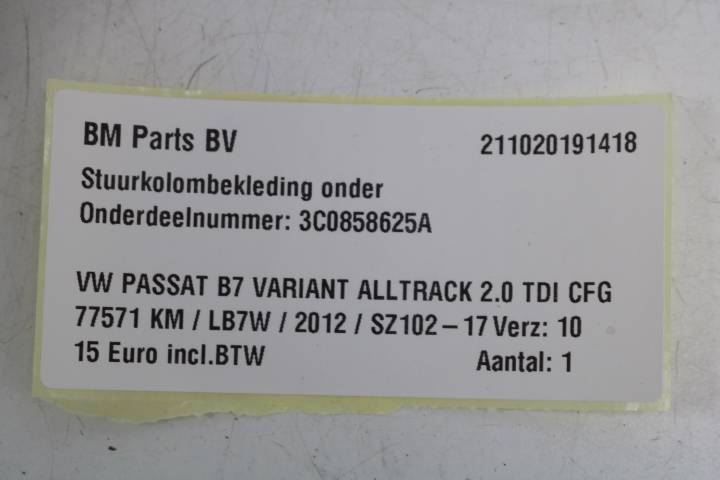 BM Parts BV 211020191418
Stuurkolombekleding onder
Onderdeelnummer: 3C0858625A
VW PASSAT B7 VARIANT ALLTRACK 2.0 TDI CFG
77571 KM / LB7W / 2012 / SZ102 – 17 Verz: 10
15 Euro incl.BTW Aantal: 1